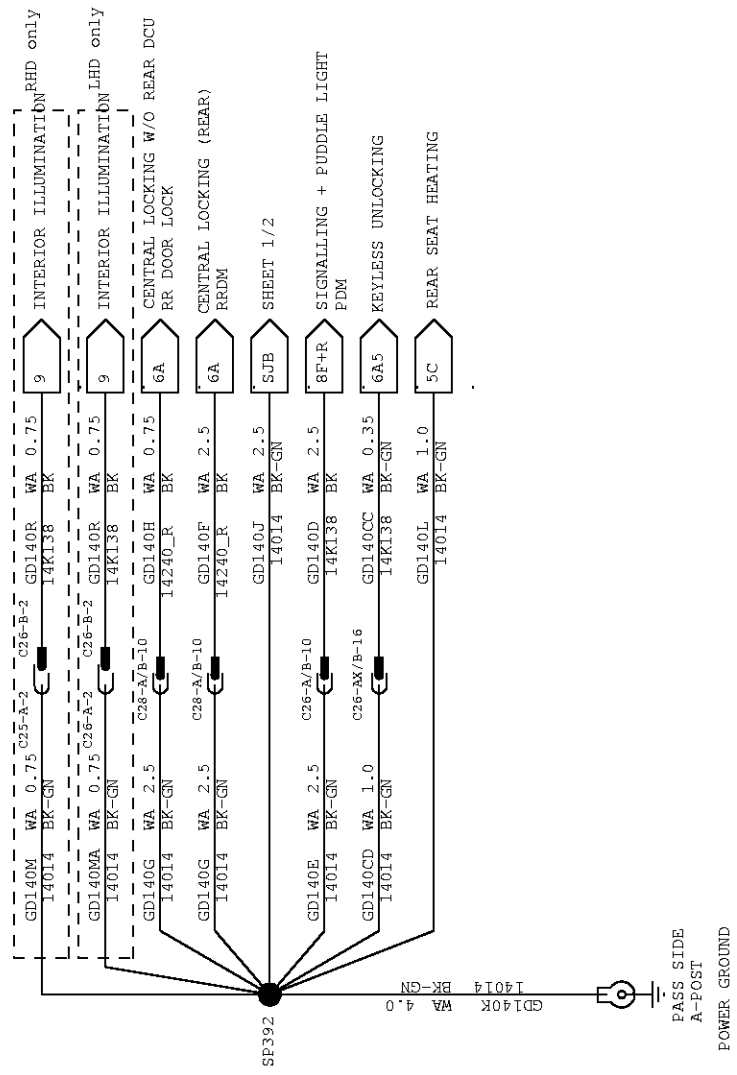 GD140M WA 0.75
14014 BK-GN
C25-A-2
C26-B-2
GD140R WA 0.75
14K138 BK
9
INTERIOR ILLUMINATION
RHD only
GD140MA WA 0.75
14014 BK-GN
C26-A-2
C26-B-2
GD140R WA 0.75
14K138 BK
9
INTERIOR ILLUMINATION
LHD only
GD140G WA 2.5
14014 BK-GN
C28-A/B-10
GD140H WA 0.75
14240_R BK
6A
CENTRAL LOCKING W/O REAR DCU
RR DOOR LOCK
GD140G WA 2.5
14014 BK-GN
C28-A/B-10
GD140F WA 2.5
14240_R BK
6A
CENTRAL LOCKING (REAR)
RRDM
GD140J WA 2.5
14014 BK-GN
SJB
SHEET 1/2
GD140E WA 2.5
14014 BK-GN
C26-A/B-10
GD140D WA 2.5
14K138 BK
8F+R
SIGNALLING + PUDDLE LIGHT
PDM
GD140CD WA 1.0
14014 BK-GN
C26-AX/B-16
GD140CC WA 0.35
14K138 BK-GN
6A5
KEYLESS UNLOCKING
GD140L WA 1.0
14014 BK-GN
5C
REAR SEAT HEATING
SP392
GD140K WA 4.0
14014 BK-GN
PASS SIDE
A-POST
POWER GROUND